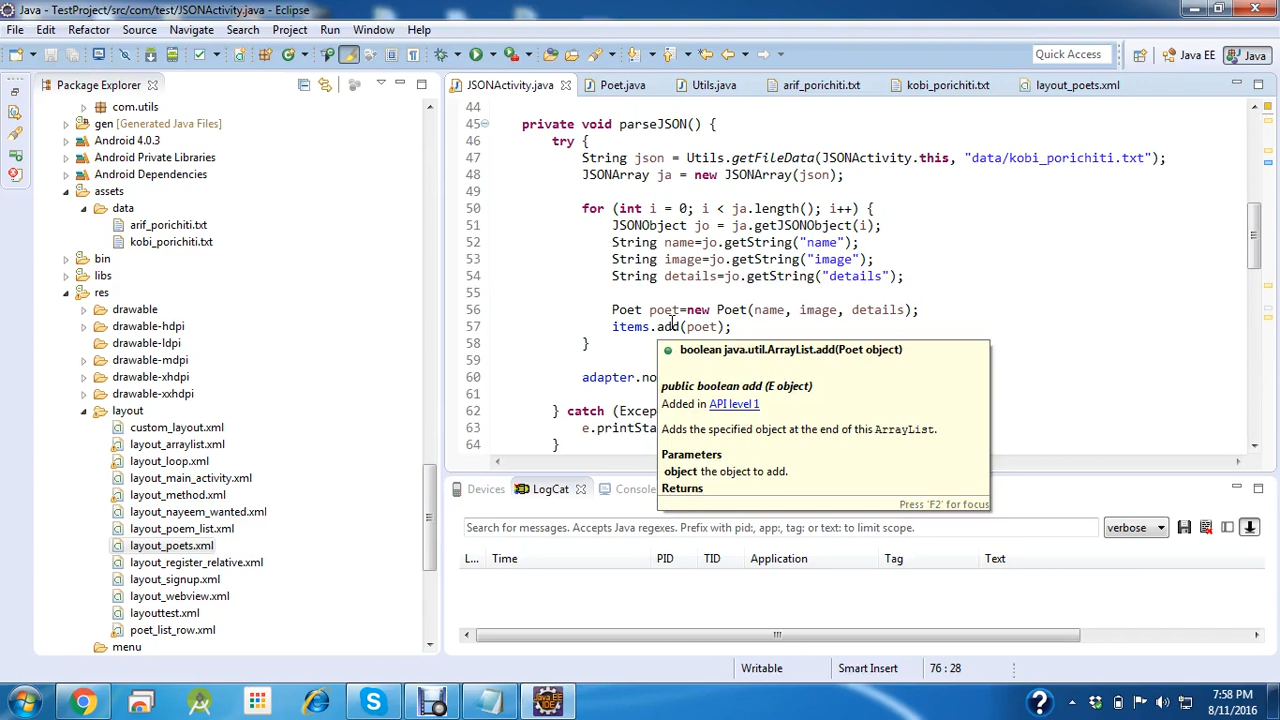 Java - TestProject/src/com/test/JSONActivity.java - Eclipse
File Edit Refactor Source Navigate Search Project Run Window Help
Quick Access Java EE Java
Package Explorer
com.utils
gen [Generated Java Files]
Android 4.0.3
Android Private Libraries
Android Dependencies
assets
data
arif_porichiti.txt
kobi_porichiti.txt
bin
libs
res
drawable
drawable-hdpi
drawable-ldpi
drawable-mdpi
drawable-xhdpi
drawable-xxhdpi
layout
custom_layout.xml
layout_arraylist.xml
layout_loop.xml
layout_main_activity.xml
layout_method.xml
layout_nayeem_wanted.xml
layout_poem_list.xml
layout_poets.xml
layout_register_relative.xml
layout_signup.xml
layout_webview.xml
layouttest.xml
poet_list_row.xml
menu
JSONActivity.java Poet.java Utils.java arif_porichiti.txt kobi_porichiti.txt layout_poets.xml
44
45 private void parseJSON() {
46 try {
47 String json = Utils.getFileData(JSONActivity.this, "data/kobi_porichiti.txt");
48 JSONArray ja = new JSONArray(json);
49
50 for (int i = 0; i < ja.length(); i++) {
51 JSONObject jo = ja.getJSONObject(i);
52 String name=jo.getString("name");
53 String image=jo.getString("image");
54 String details=jo.getString("details");
55
56 Poet poet=new Poet(name, image, details);
57 items.add(poet);
58 }
60 adapter.no
61
62 } catch (Excep
63 e.printSta
64 }
boolean java.util.ArrayList.add(Poet object)
public boolean add (E object)
Added in API level 1
Adds the specified object at the end of this ArrayList.
Parameters
object the object to add.
Returns
Press 'F2' for focus
Devices LogCat Console
Search for messages. Accepts Java regexes. Prefix with pid:, app:, tag: or text: to limit scope.
verbose
L... Time PID TID Application Tag Text
Writable Smart Insert 76 : 28
7:58 PM
8/11/2016